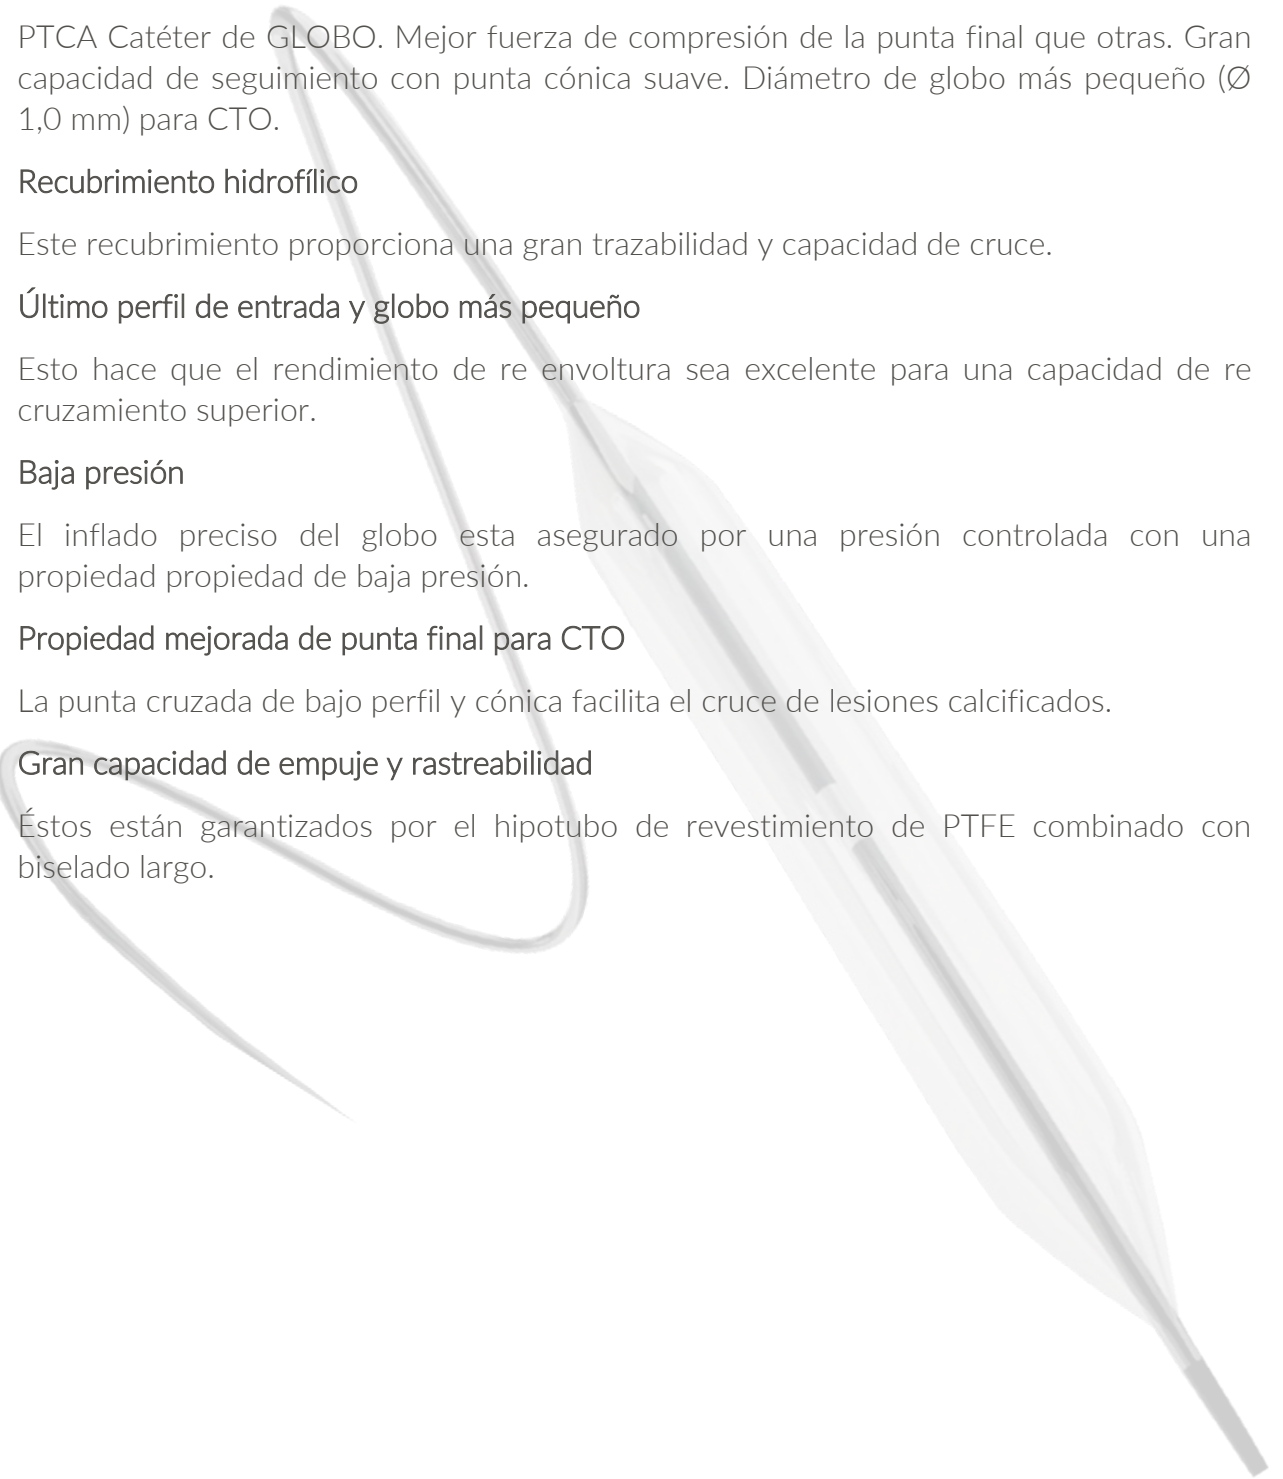 PTCA Catéter de GLOBO. Mejor fuerza de compresión de la punta final que otras. Gran
capacidad de seguimiento con punta cónica suave. Diámetro de globo más pequeño (Ø
1,0 mm) para CTO.
Recubrimiento hidrofílico
Este recubrimiento proporciona una gran trazabilidad y capacidad de cruce.
Último perfil de entrada y globo más pequeño
Esto hace que el rendimiento de re envoltura sea excelente para una capacidad de re
cruzamiento superior.
Baja presión
El inflado preciso del globo esta asegurado por una presión controlada con una
propiedad propiedad de baja presión.
Propiedad mejorada de punta final para CTO
La punta cruzada de bajo perfil y cónica facilita el cruce de lesiones calcificados.
Gran capacidad de empuje y rastreabilidad
Éstos están garantizados por el hipotubo de revestimiento de PTFE combinado con
biselado largo.